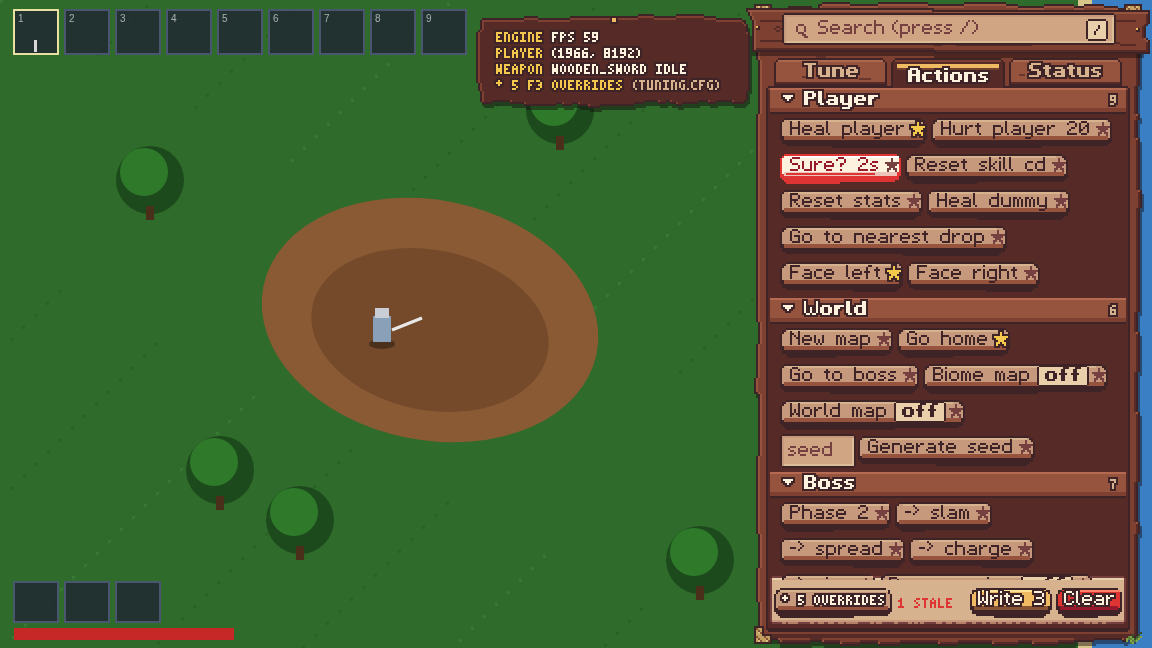 1 2 3 4 5 6 7 8 9
ENGINE FPS 59
PLAYER (1966, 8192)
WEAPON WOODEN_SWORD IDLE
+ 5 F3 OVERRIDES (TUNING.CFG)
Search (press /) /
Tune Actions Status
Player 9
Heal player Hurt player 20
Sure? 2s Reset skill cd
Reset stats Heal dummy
Go to nearest drop
Face left Face right
World 6
New map Go home
Go to boss Biome map off
World map off
seed Generate seed
Boss 7
Phase 2 -> slam
-> spread -> charge
+ 5 OVERRIDES 1 STALE Write 3 Clear